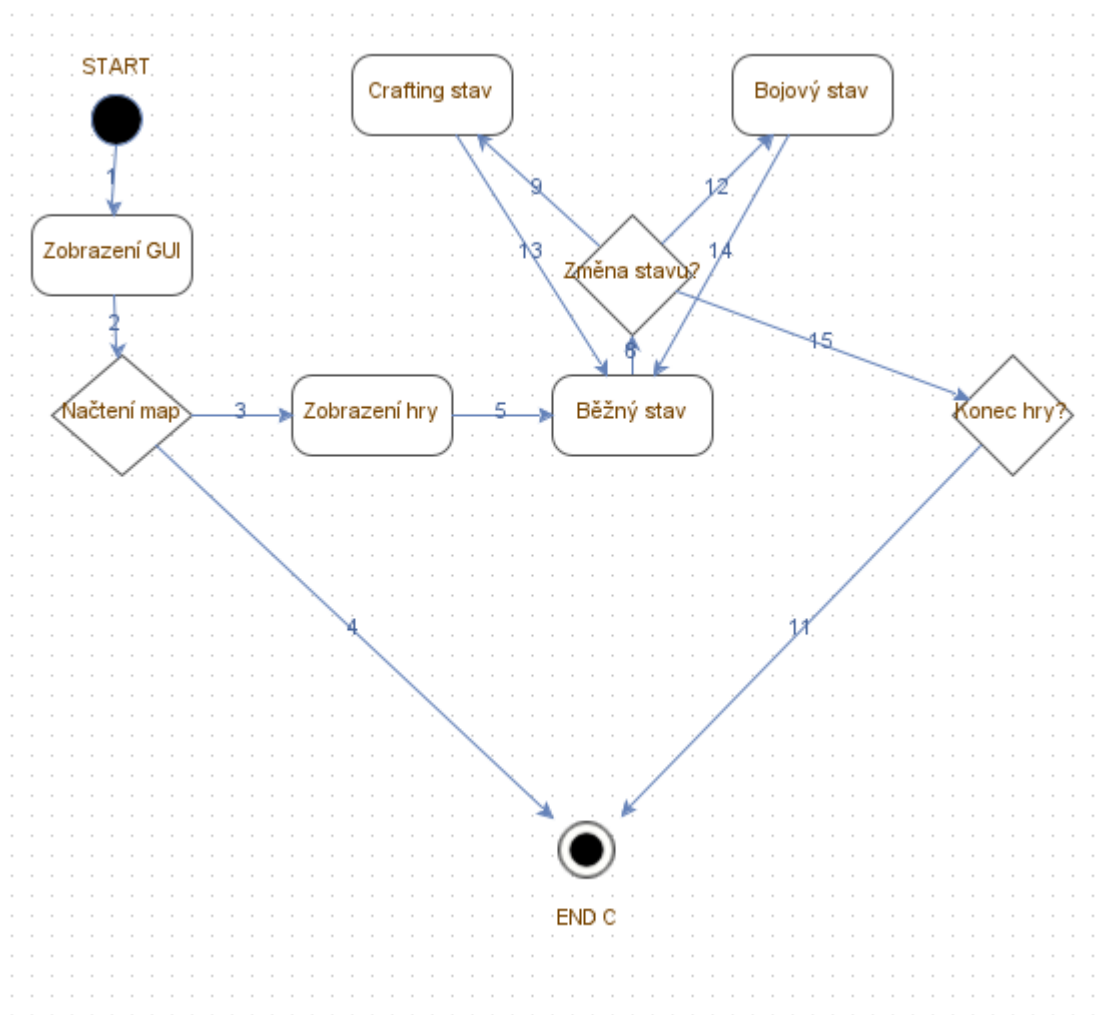 START
Crafting stav
Bojový stav
1
9
12
Zobrazení GUI
13
14
Změna stavu?
2
15
Načtení map
3
Zobrazení hry
5
Běžný stav
Konec hry?
4
11
END C